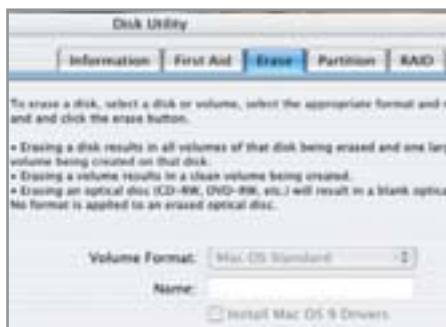 Disk Utility
Information First Aid Erase Partition RAID
To erase a disk, select a disk or volume, select the appropriate format and
and and click the erase button.
• Erasing a disk results in all volumes of that disk being erased and one larg
volume being created on that disk.
• Erasing a volume results in a clean volume being created.
• Erasing an optical disc (CD-RW, DVD-RW, etc.) will result in a blank optica
No format is applied to an erased optical disc.
Volume Format: Mac OS Standard
Name:
Install Mac OS 9 Drivers